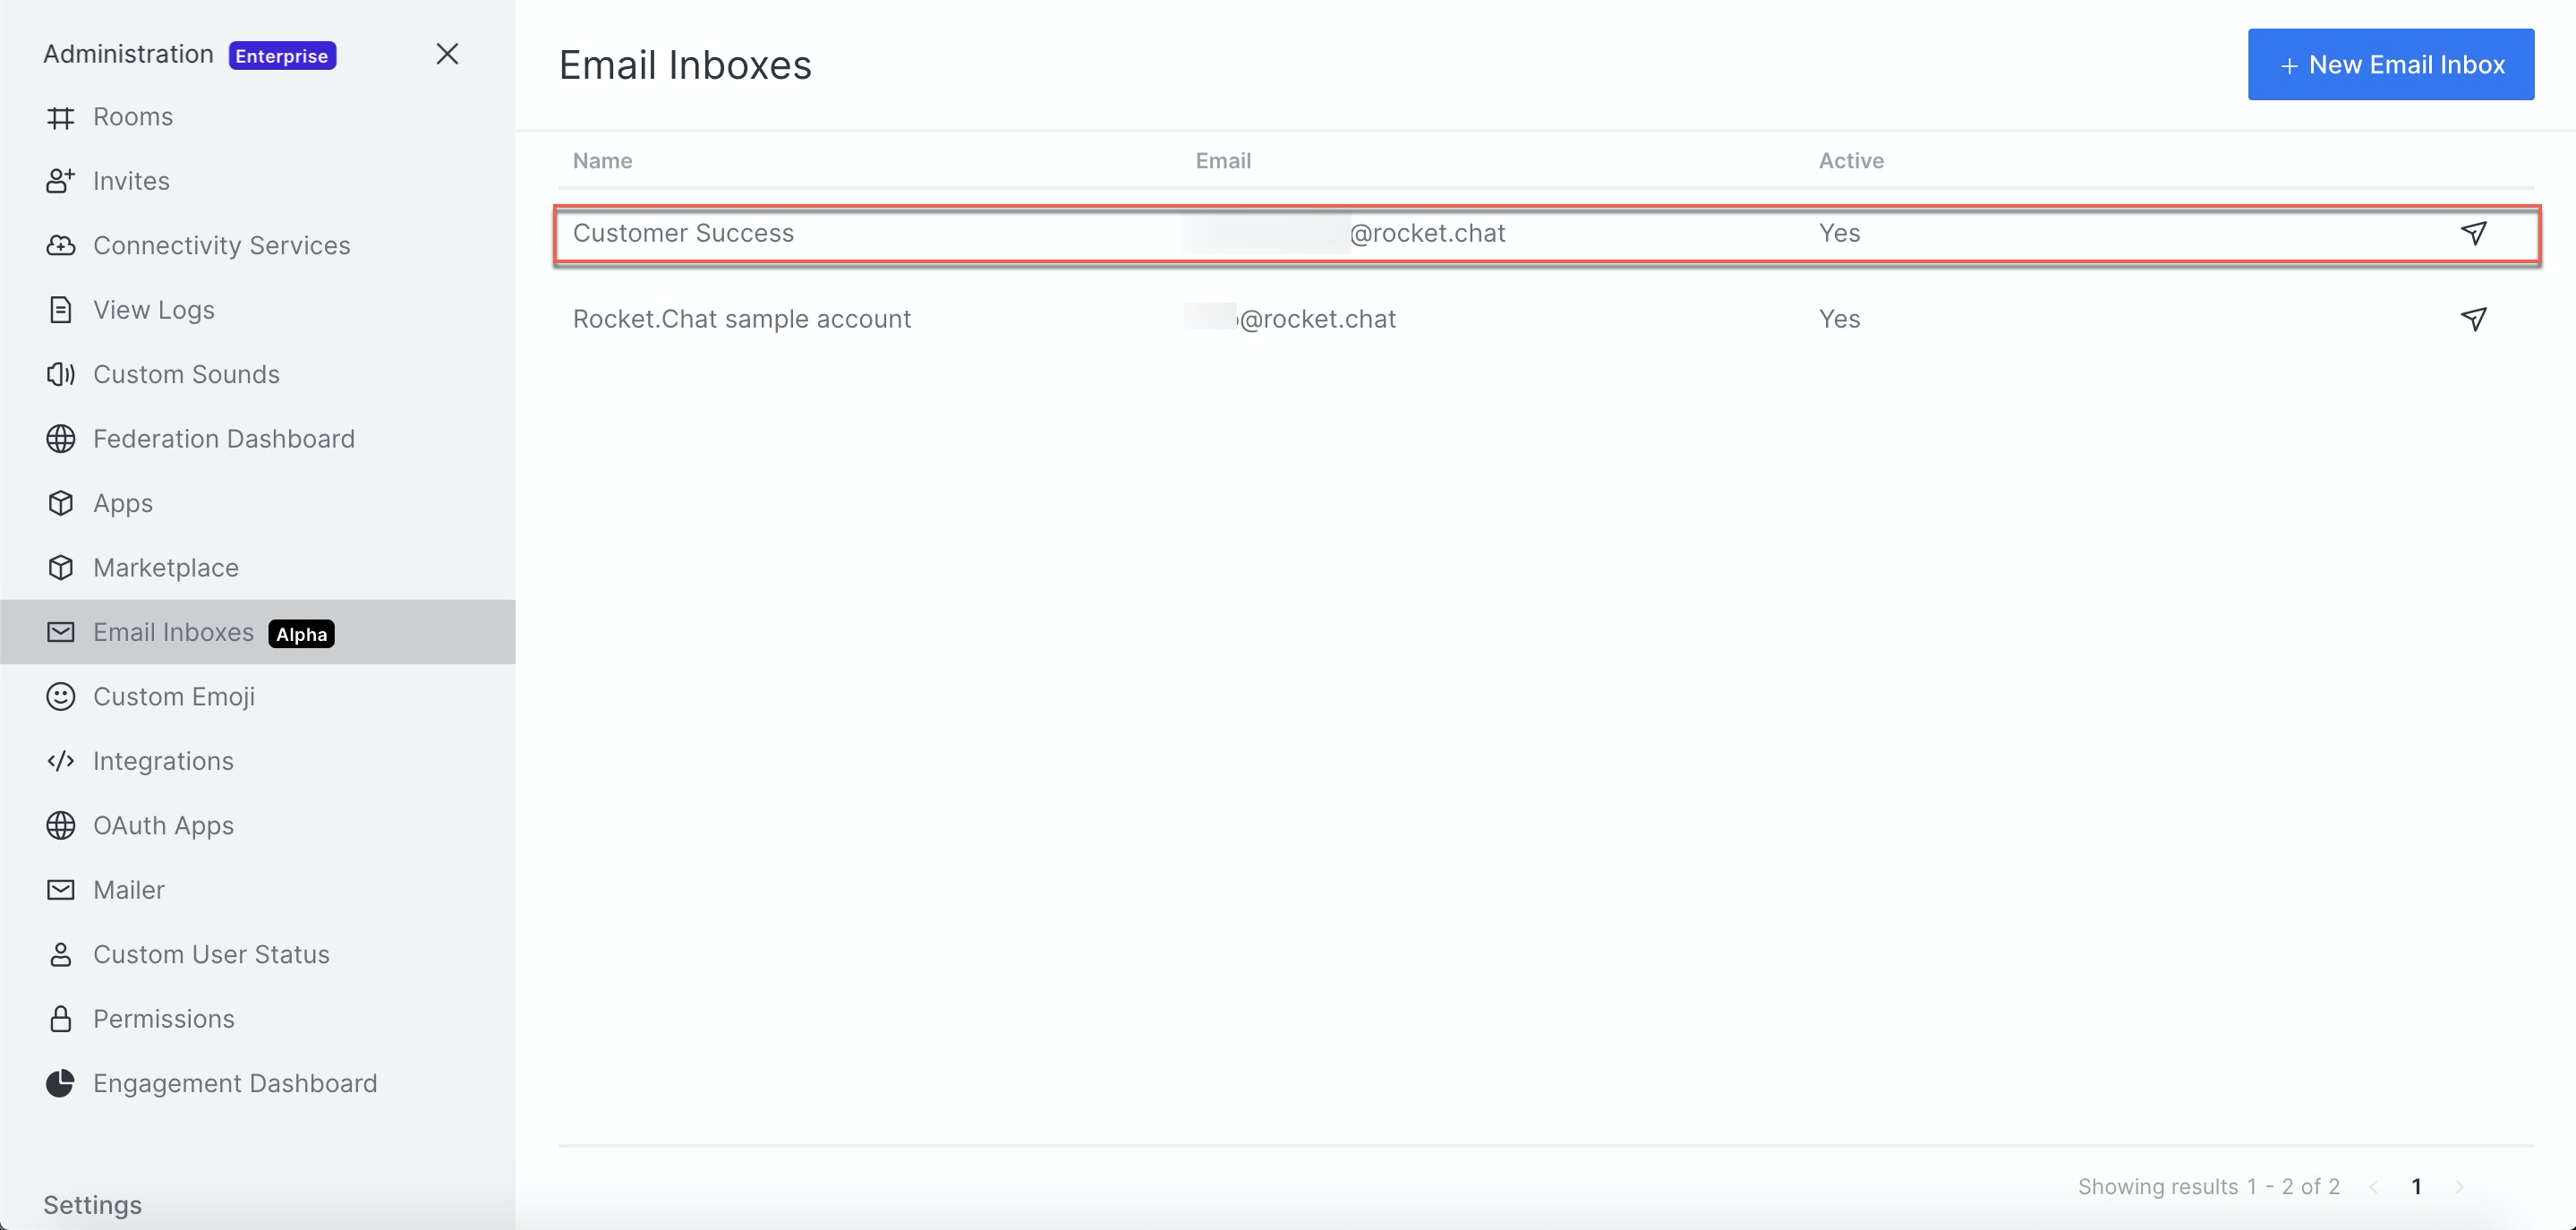 Administration Enterprise
Rooms
Invites
Connectivity Services
View Logs
Custom Sounds
Federation Dashboard
Apps
Marketplace
Email Inboxes Alpha
Custom Emoji
Integrations
OAuth Apps
Mailer
Custom User Status
Permissions
Engagement Dashboard
Settings
Email Inboxes
+ New Email Inbox
Name Email Active
Customer Success @rocket.chat Yes
Rocket.Chat sample account @rocket.chat Yes
Showing results 1 - 2 of 2 < 1 >